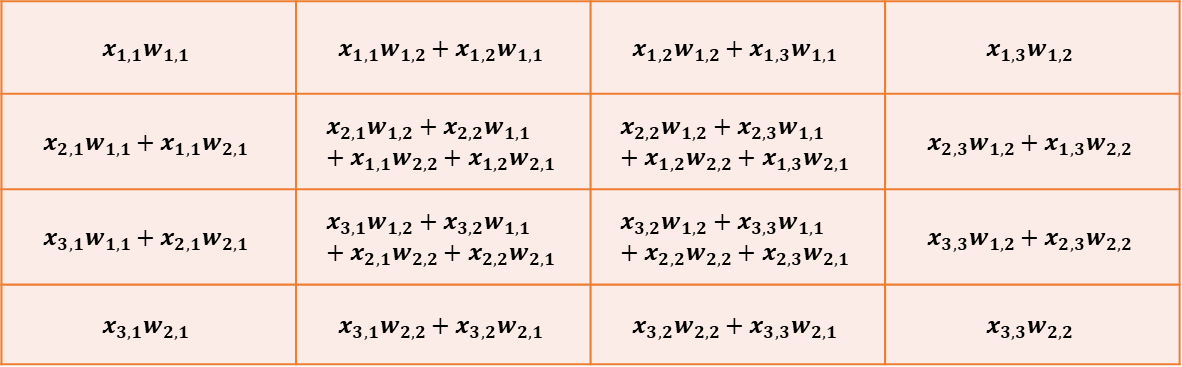 x₁,₁w₁,₁
x₁,₁w₁,₂ + x₁,₂w₁,₁
x₁,₂w₁,₂ + x₁,₃w₁,₁
x₁,₃w₁,₂
x₂,₁w₁,₁ + x₁,₁w₂,₁
x₂,₁w₁,₂ + x₂,₂w₁,₁
+ x₁,₁w₂,₂ + x₁,₂w₂,₁
x₂,₂w₁,₂ + x₂,₃w₁,₁
+ x₁,₂w₂,₂ + x₁,₃w₂,₁
x₂,₃w₁,₂ + x₁,₃w₂,₂
x₃,₁w₁,₁ + x₂,₁w₂,₁
x₃,₁w₁,₂ + x₃,₂w₁,₁
+ x₂,₁w₂,₂ + x₂,₂w₂,₁
x₃,₂w₁,₂ + x₃,₃w₁,₁
+ x₂,₂w₂,₂ + x₂,₃w₂,₁
x₃,₃w₁,₂ + x₂,₃w₂,₂
x₃,₁w₂,₁
x₃,₁w₂,₂ + x₃,₂w₂,₁
x₃,₂w₂,₂ + x₃,₃w₂,₁
x₃,₃w₂,₂